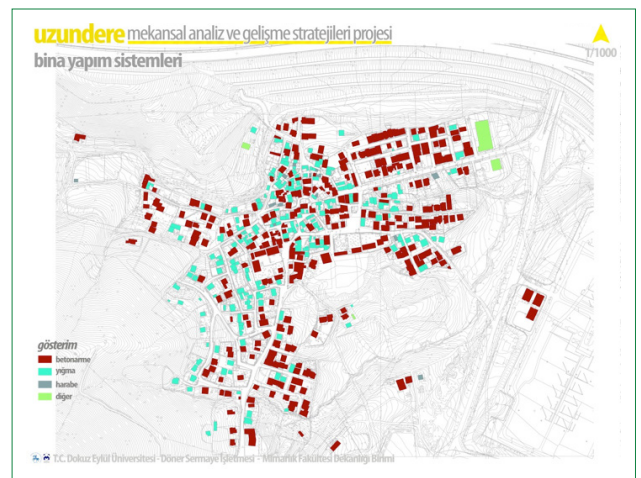 uzundere mekansal analiz ve gelişme stratejileri projesi
bina yapım sistemleri
1/1000
gösterim
betonarme
yığma
harabe
diğer
T.C. Dokuz Eylül Üniversitesi - Döner Sermaye İşletmesi - Mimarlık Fakültesi Dekanlığı Birimi